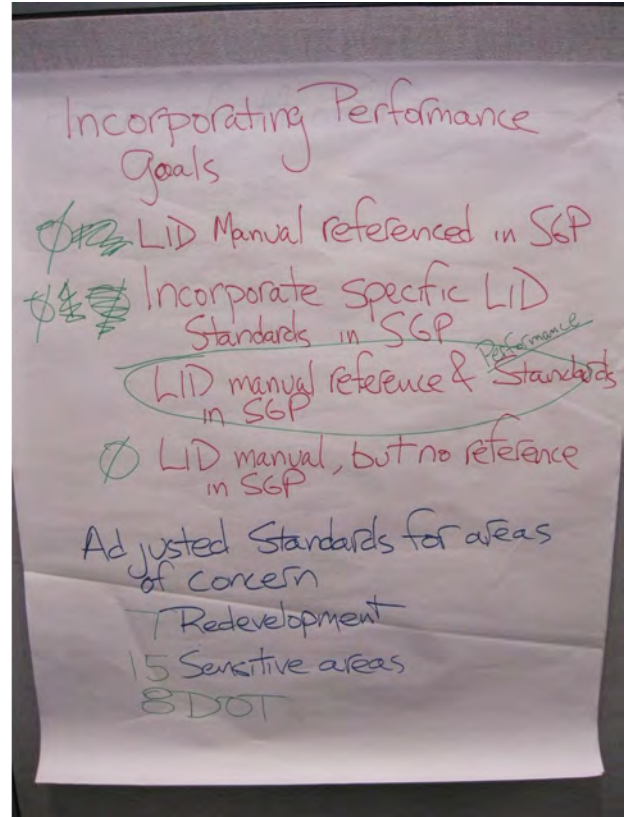 Incorporating Performance
Goals
Ø LID Manual referenced in SGP
Ø Incorporate specific LID
Standards in SGP
Performance
LID manual reference & Standards
in SGP
Ø LID manual, but no reference
in SGP
Adjusted Standards for areas
of concern
7 Redevelopment
15 Sensitive areas
8 DOT